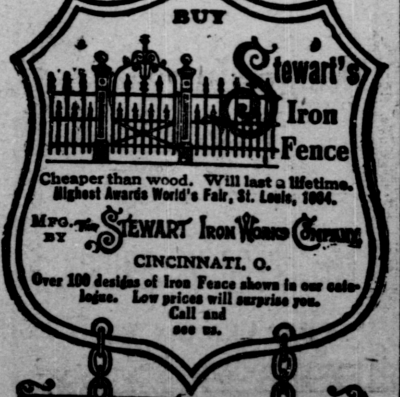 BUY
Stewart's
Iron
Fence
Cheaper than wood. Will last a lifetime.
Highest Awards World's Fair, St. Louis, 1904.
MFG. The STEWART IRON WORKS COMPANY,
BY
CINCINNATI, O.
Over 100 designs of Iron Fence shown in our cata-
logue. Low prices will surprise you.
Call and
see us.